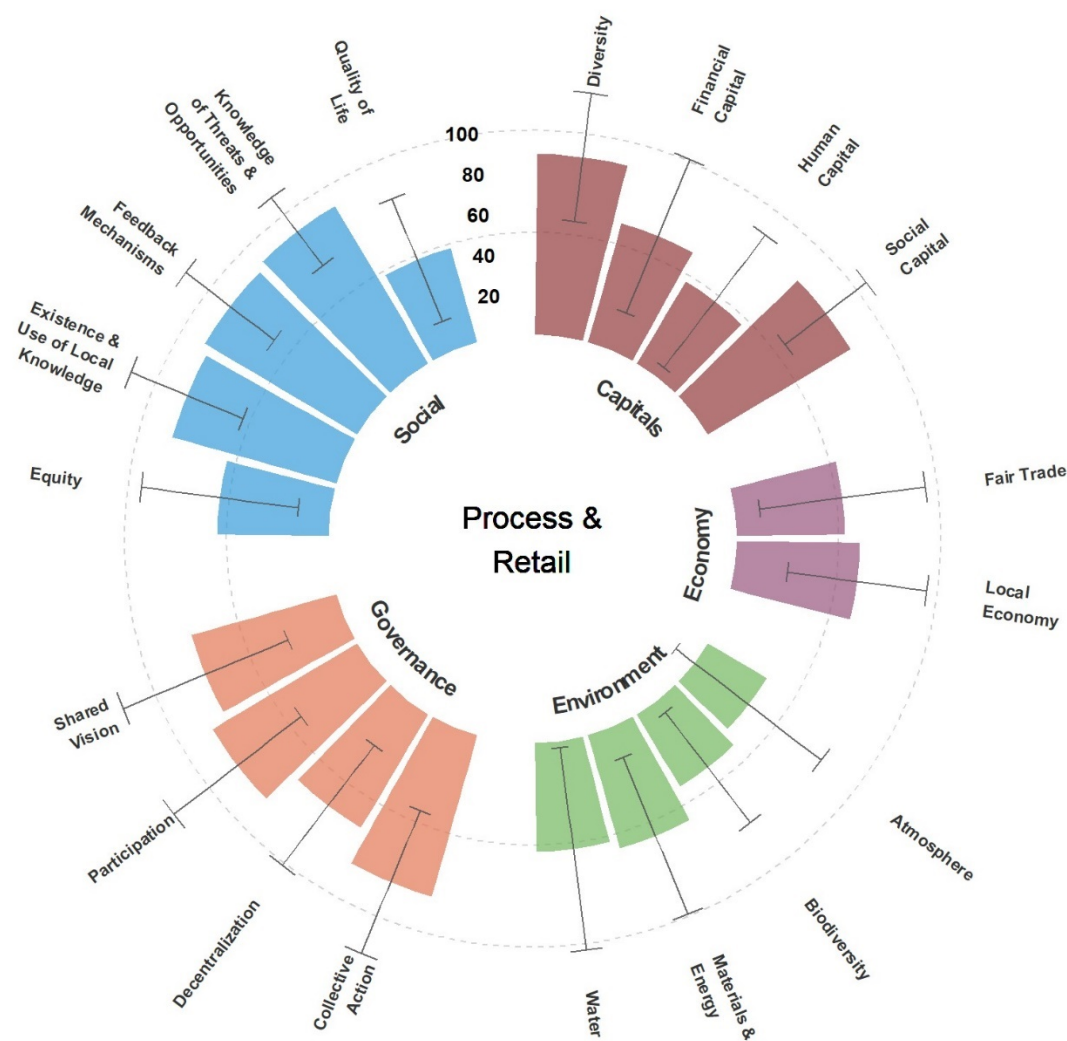 Diversity
Financial
Capital
Human
Capital
Social
Capital
Quality of
Life
Knowledge
of Threats &
Opportunities
Feedback
Mechanisms
Existence &
Use of Local
Knowledge
Equity
100
80
60
40
20
Social
Capitals
Process &
Retail
Economy
Fair Trade
Local
Economy
Governance
Environment
Shared
Vision
Participation
Decentralization
Collective
Action
Water
Materials &
Energy
Biodiversity
Atmosphere